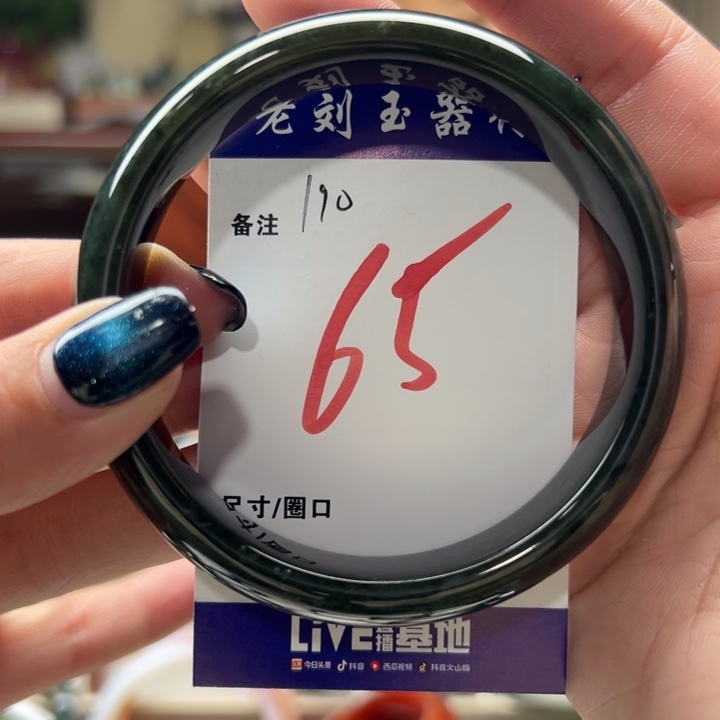 老刘玉器
备注 190
65
尺寸/圈口
LIVE直播基地
今日头条 抖音 西瓜视频 抖音火山版